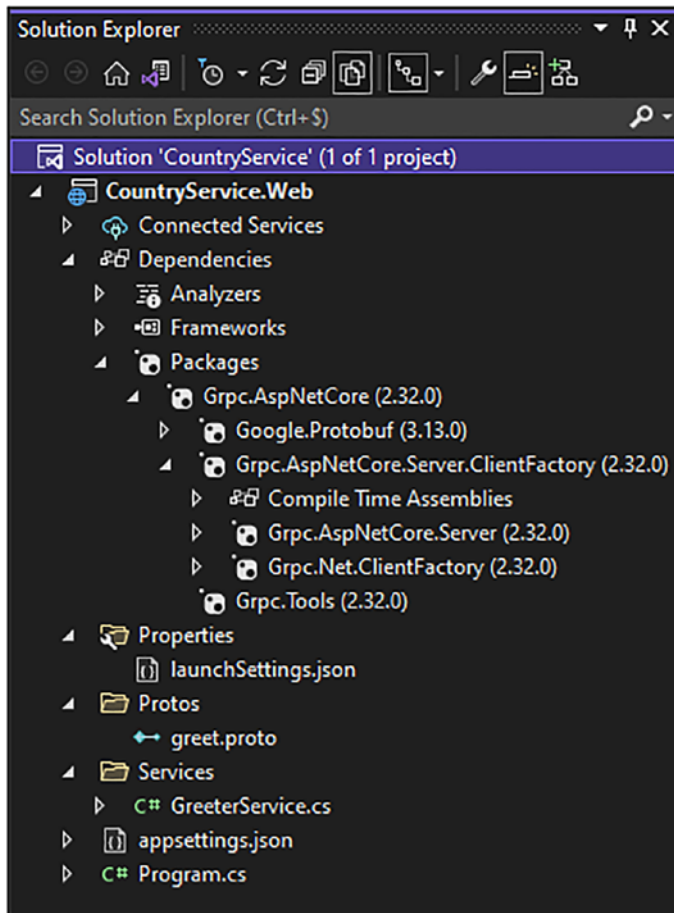 Solution Explorer
Search Solution Explorer (Ctrl+$)
Solution 'CountryService' (1 of 1 project)
CountryService.Web
Connected Services
Dependencies
Analyzers
Frameworks
Packages
Grpc.AspNetCore (2.32.0)
Google.Protobuf (3.13.0)
Grpc.AspNetCore.Server.ClientFactory (2.32.0)
Compile Time Assemblies
Grpc.AspNetCore.Server (2.32.0)
Grpc.Net.ClientFactory (2.32.0)
Grpc.Tools (2.32.0)
Properties
launchSettings.json
Protos
greet.proto
Services
C# GreeterService.cs
appsettings.json
C# Program.cs